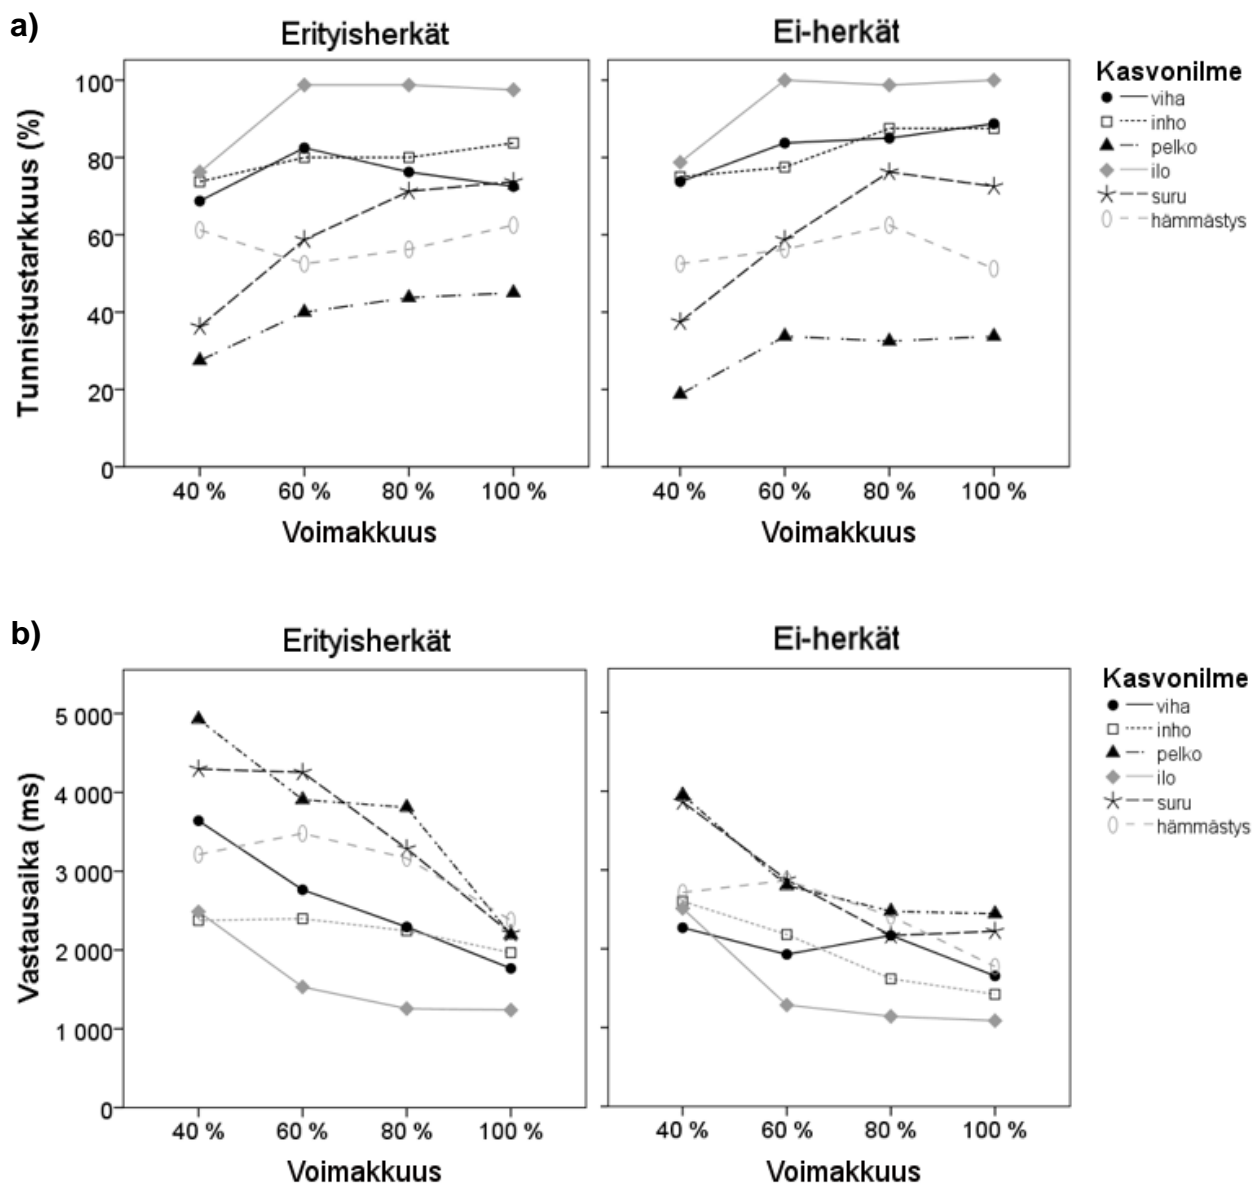 a)
Erityisherkät
Ei-herkät
Tunnistustarkkuus (%)
100
80
60
40
20
0
40 % 60 % 80 % 100 %
Voimakkuus
40 % 60 % 80 % 100 %
Voimakkuus
Kasvonilme
viha
inho
pelko
ilo
suru
hämmästys
b)
Erityisherkät
Ei-herkät
Vastausaika (ms)
5 000
4 000
3 000
2 000
1 000
0
40 % 60 % 80 % 100 %
Voimakkuus
40 % 60 % 80 % 100 %
Voimakkuus
Kasvonilme
viha
inho
pelko
ilo
suru
hämmästys